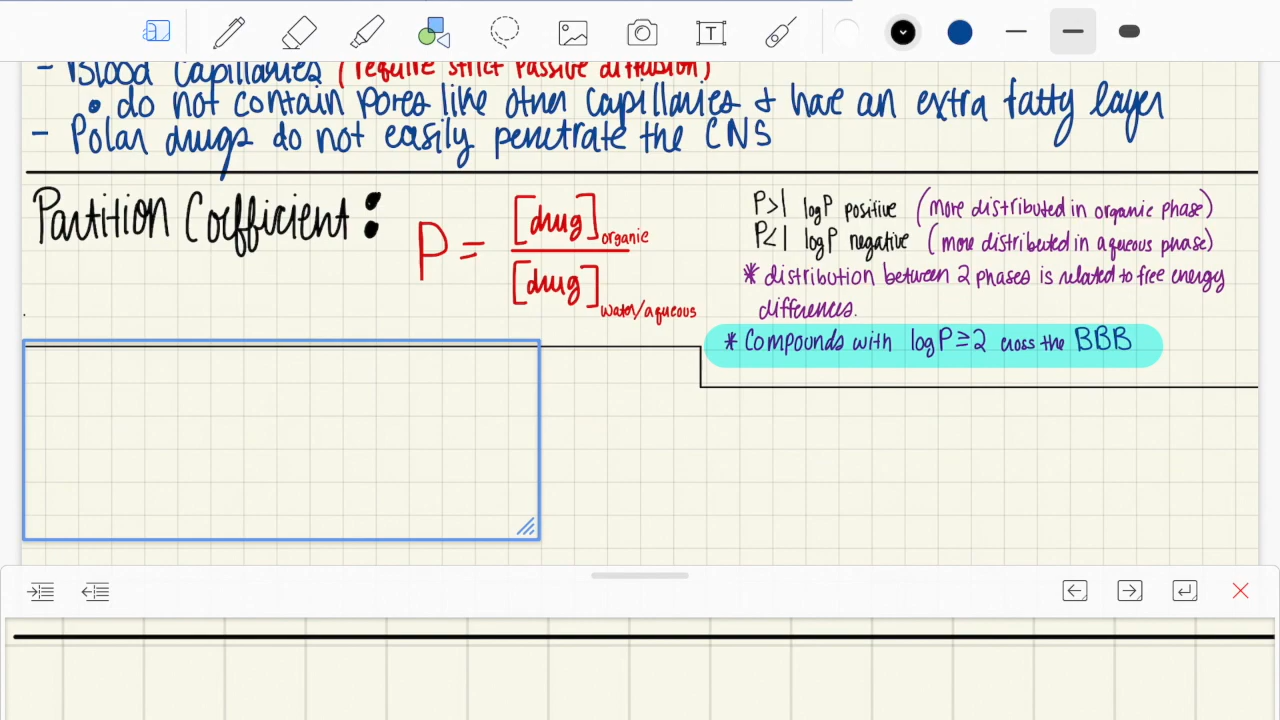 - Blood Capillaries (require strict passive diffusion)
• do not contain pores like other capillaries & have an extra fatty layer
- Polar drugs do not easily penetrate the CNS
Partition Coefficient:
P = [drug]organic
[drug]water/aqueous
P>1 logP positive (more distributed in organic phase)
P<1 logP negative (more distributed in aqueous phase)
* distribution between 2 phases is related to free energy
differences.
* Compounds with logP≥2 cross the BBB